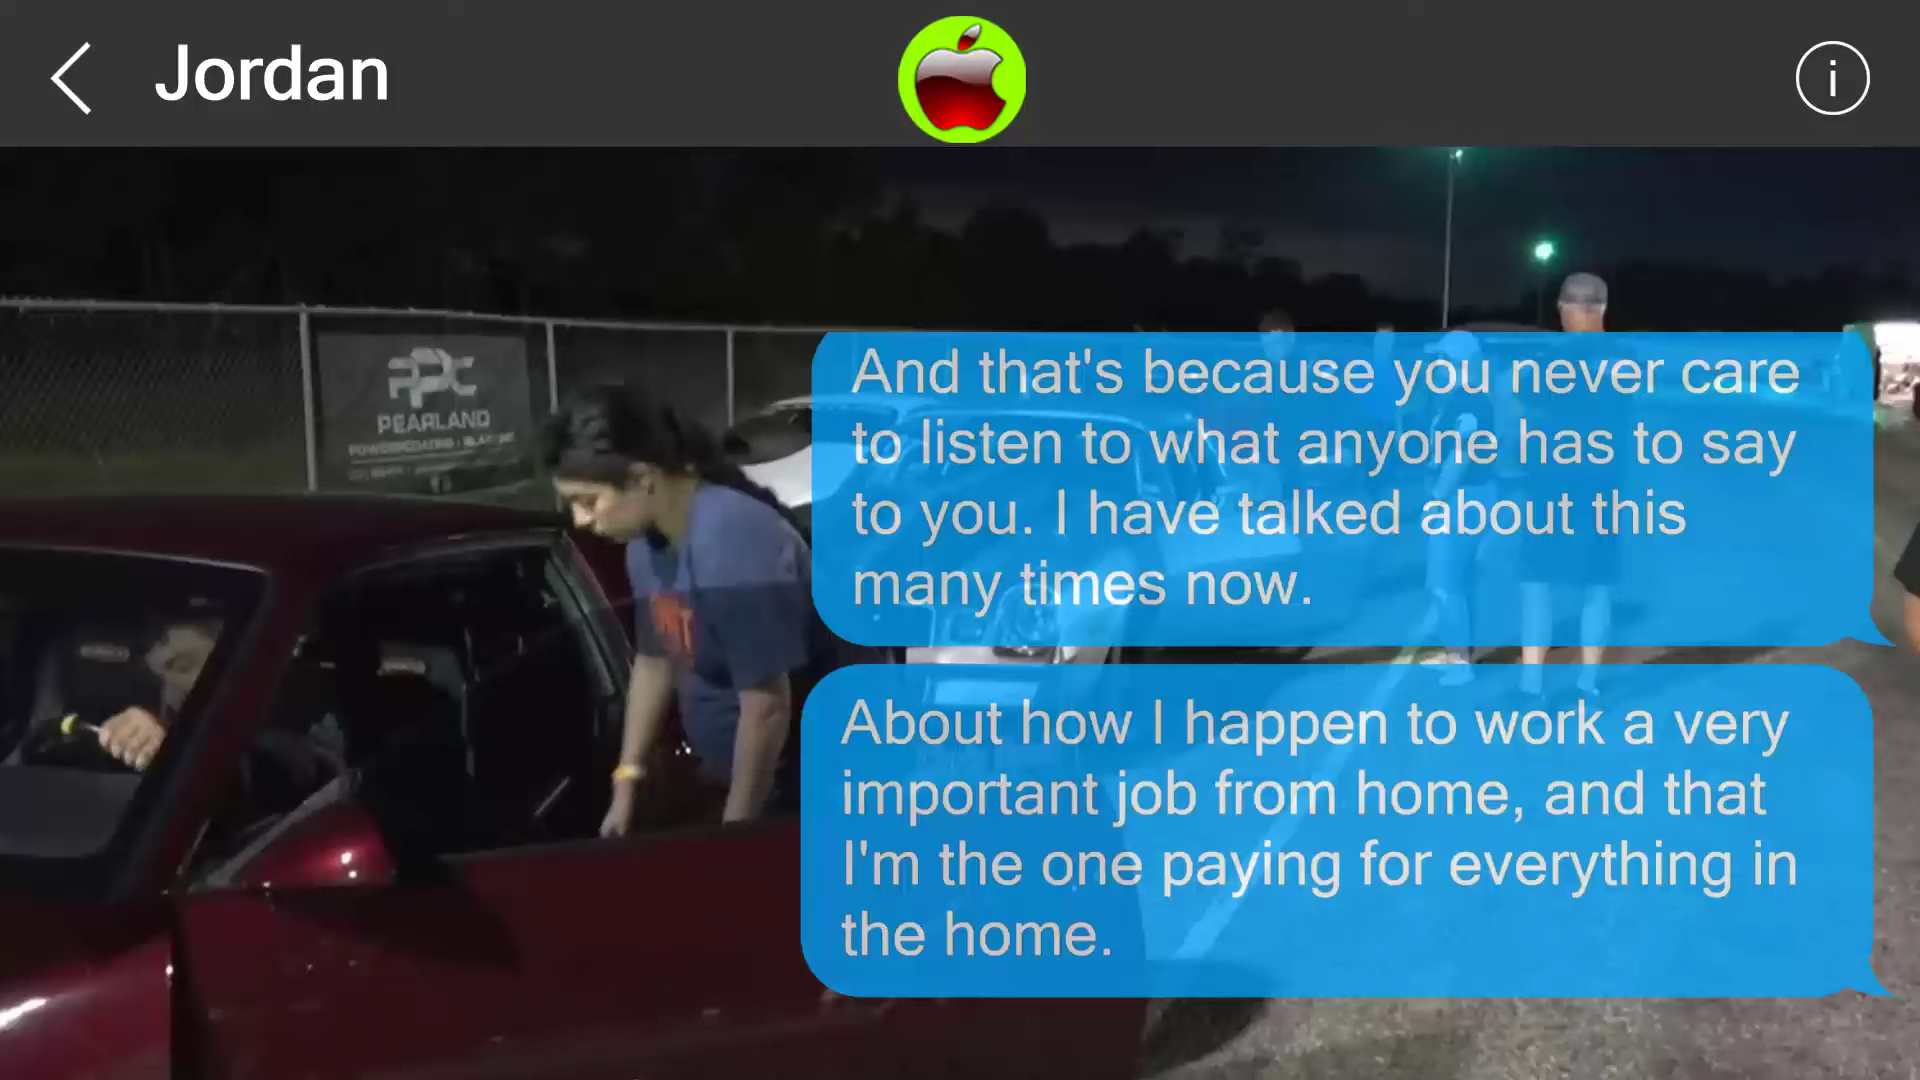 Jordan
PPC
PEARLAND
And that's because you never care
to listen to what anyone has to say
to you. I have talked about this
many times now.
About how I happen to work a very
important job from home, and that
I'm the one paying for everything in
the home.